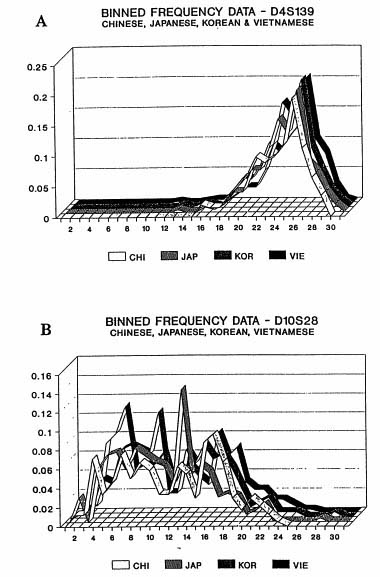 A
BINNED FREQUENCY DATA - D4S139
CHINESE, JAPANESE, KOREAN & VIETNAMESE
0.25
0.2
0.15
0.1
0.05
0
2 4 6 8 10 12 14 16 18 20 22 24 26 28 30
CHI JAP KOR VIE
B
BINNED FREQUENCY DATA - D10S28
CHINESE, JAPANESE, KOREAN, VIETNAMESE
0.16
0.14
0.12
0.1
0.08
0.06
0.04
0.02
0
2 4 6 8 10 12 14 16 18 20 22 24 26 28 30
CHI JAP KOR VIE